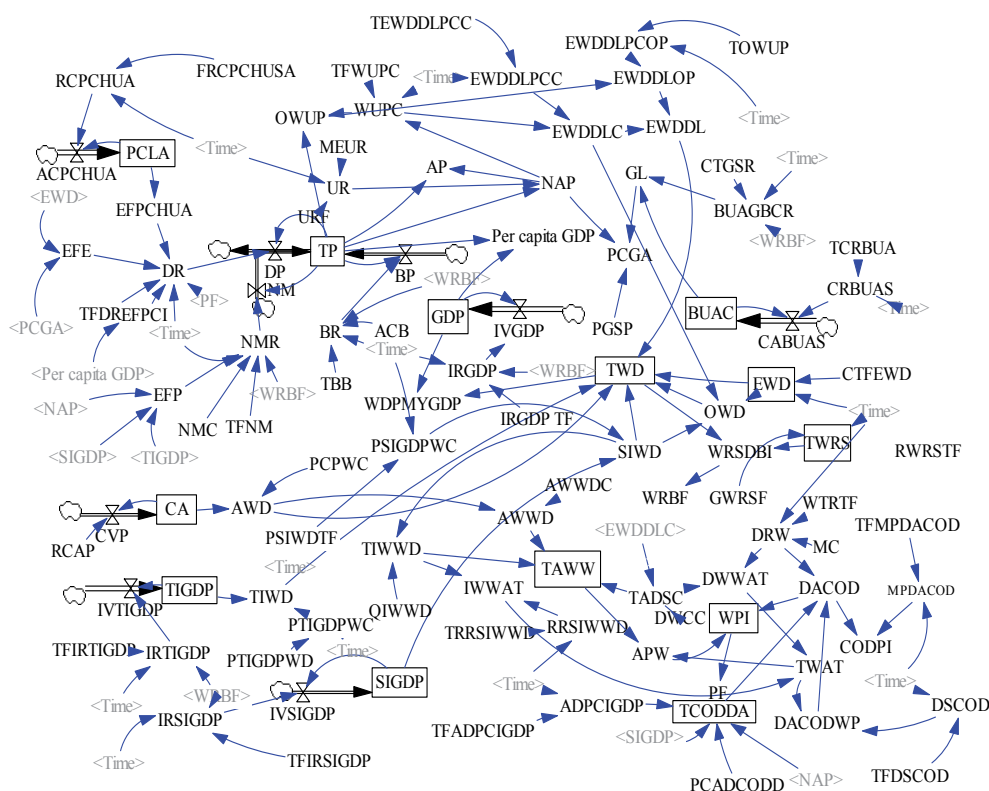 TEWDDLPCC
EWDDLPCOP
TOWUP
FRCPCHUSA
RCPCHUA
TFWUPC
<Time>
EWDDLPCC
EWDDLOP
OWUP
WUPC
<Time>
EWDDLC
EWDDL
PCLA
<Time>
MEUR
ACPCHUA
AP
NAP
GL
CTGSR
<Time>
<EWD>
EFPCHUA
UR
BUAGBCR
URF
EFE
TP
Per capita GDP
PCGA
<WRBF>
TCRBUA
DR
DP
BP
NM
<WRBF>
CRBUAS
<PF>
GDP
<Time>
TFDREFPCI
PGSP
BUAC
<PCGA>
<Time>
NMR
BR
ACB
IVGDP
CABUAS
<Time>
IRGDP
<Per capita GDP>
<WRBF>
TBB
<WRBF>
TWD
EWD
CTFEWD
EFP
WDPMYGDP
<NAP>
IRGDP TF
OWD
<Time>
NMC
TFNM
PSIGDPWC
SIWD
WRSDBI
TWRS
RWRSTF
<SIGDP>
<TIGDP>
PCPWC
AWWDC
WRBF
GWRSF
CA
AWD
AWWD
WTRTF
<EWDDLC>
TFMPDACOD
RCAP
CVP
PSIWDTF
DRW
MC
TIWWD
<Time>
TAWW
TIGDP
DWWAT
DACOD
MPDACOD
TIWD
IWWAT
TADSC
IVTIGDP
QIWWD
DWCC
WPI
PTIGDPWC
TRRSIWWD
RRSIWWD
CODPI
TFIRTIGDP
IRTIGDP
PTIGDPWD
<Time>
APW
TWAT
SIGDP
<Time>
<WRBF>
<Time>
PF
<Time>
IRSIGDP
IVSIGDP
ADPCIGDP
TCODDA
DACODWP
DSCOD
TFADPCIGDP
<SIGDP>
<Time>
TFIRSIGDP
PCADCODD
<NAP>
TFDSCOD